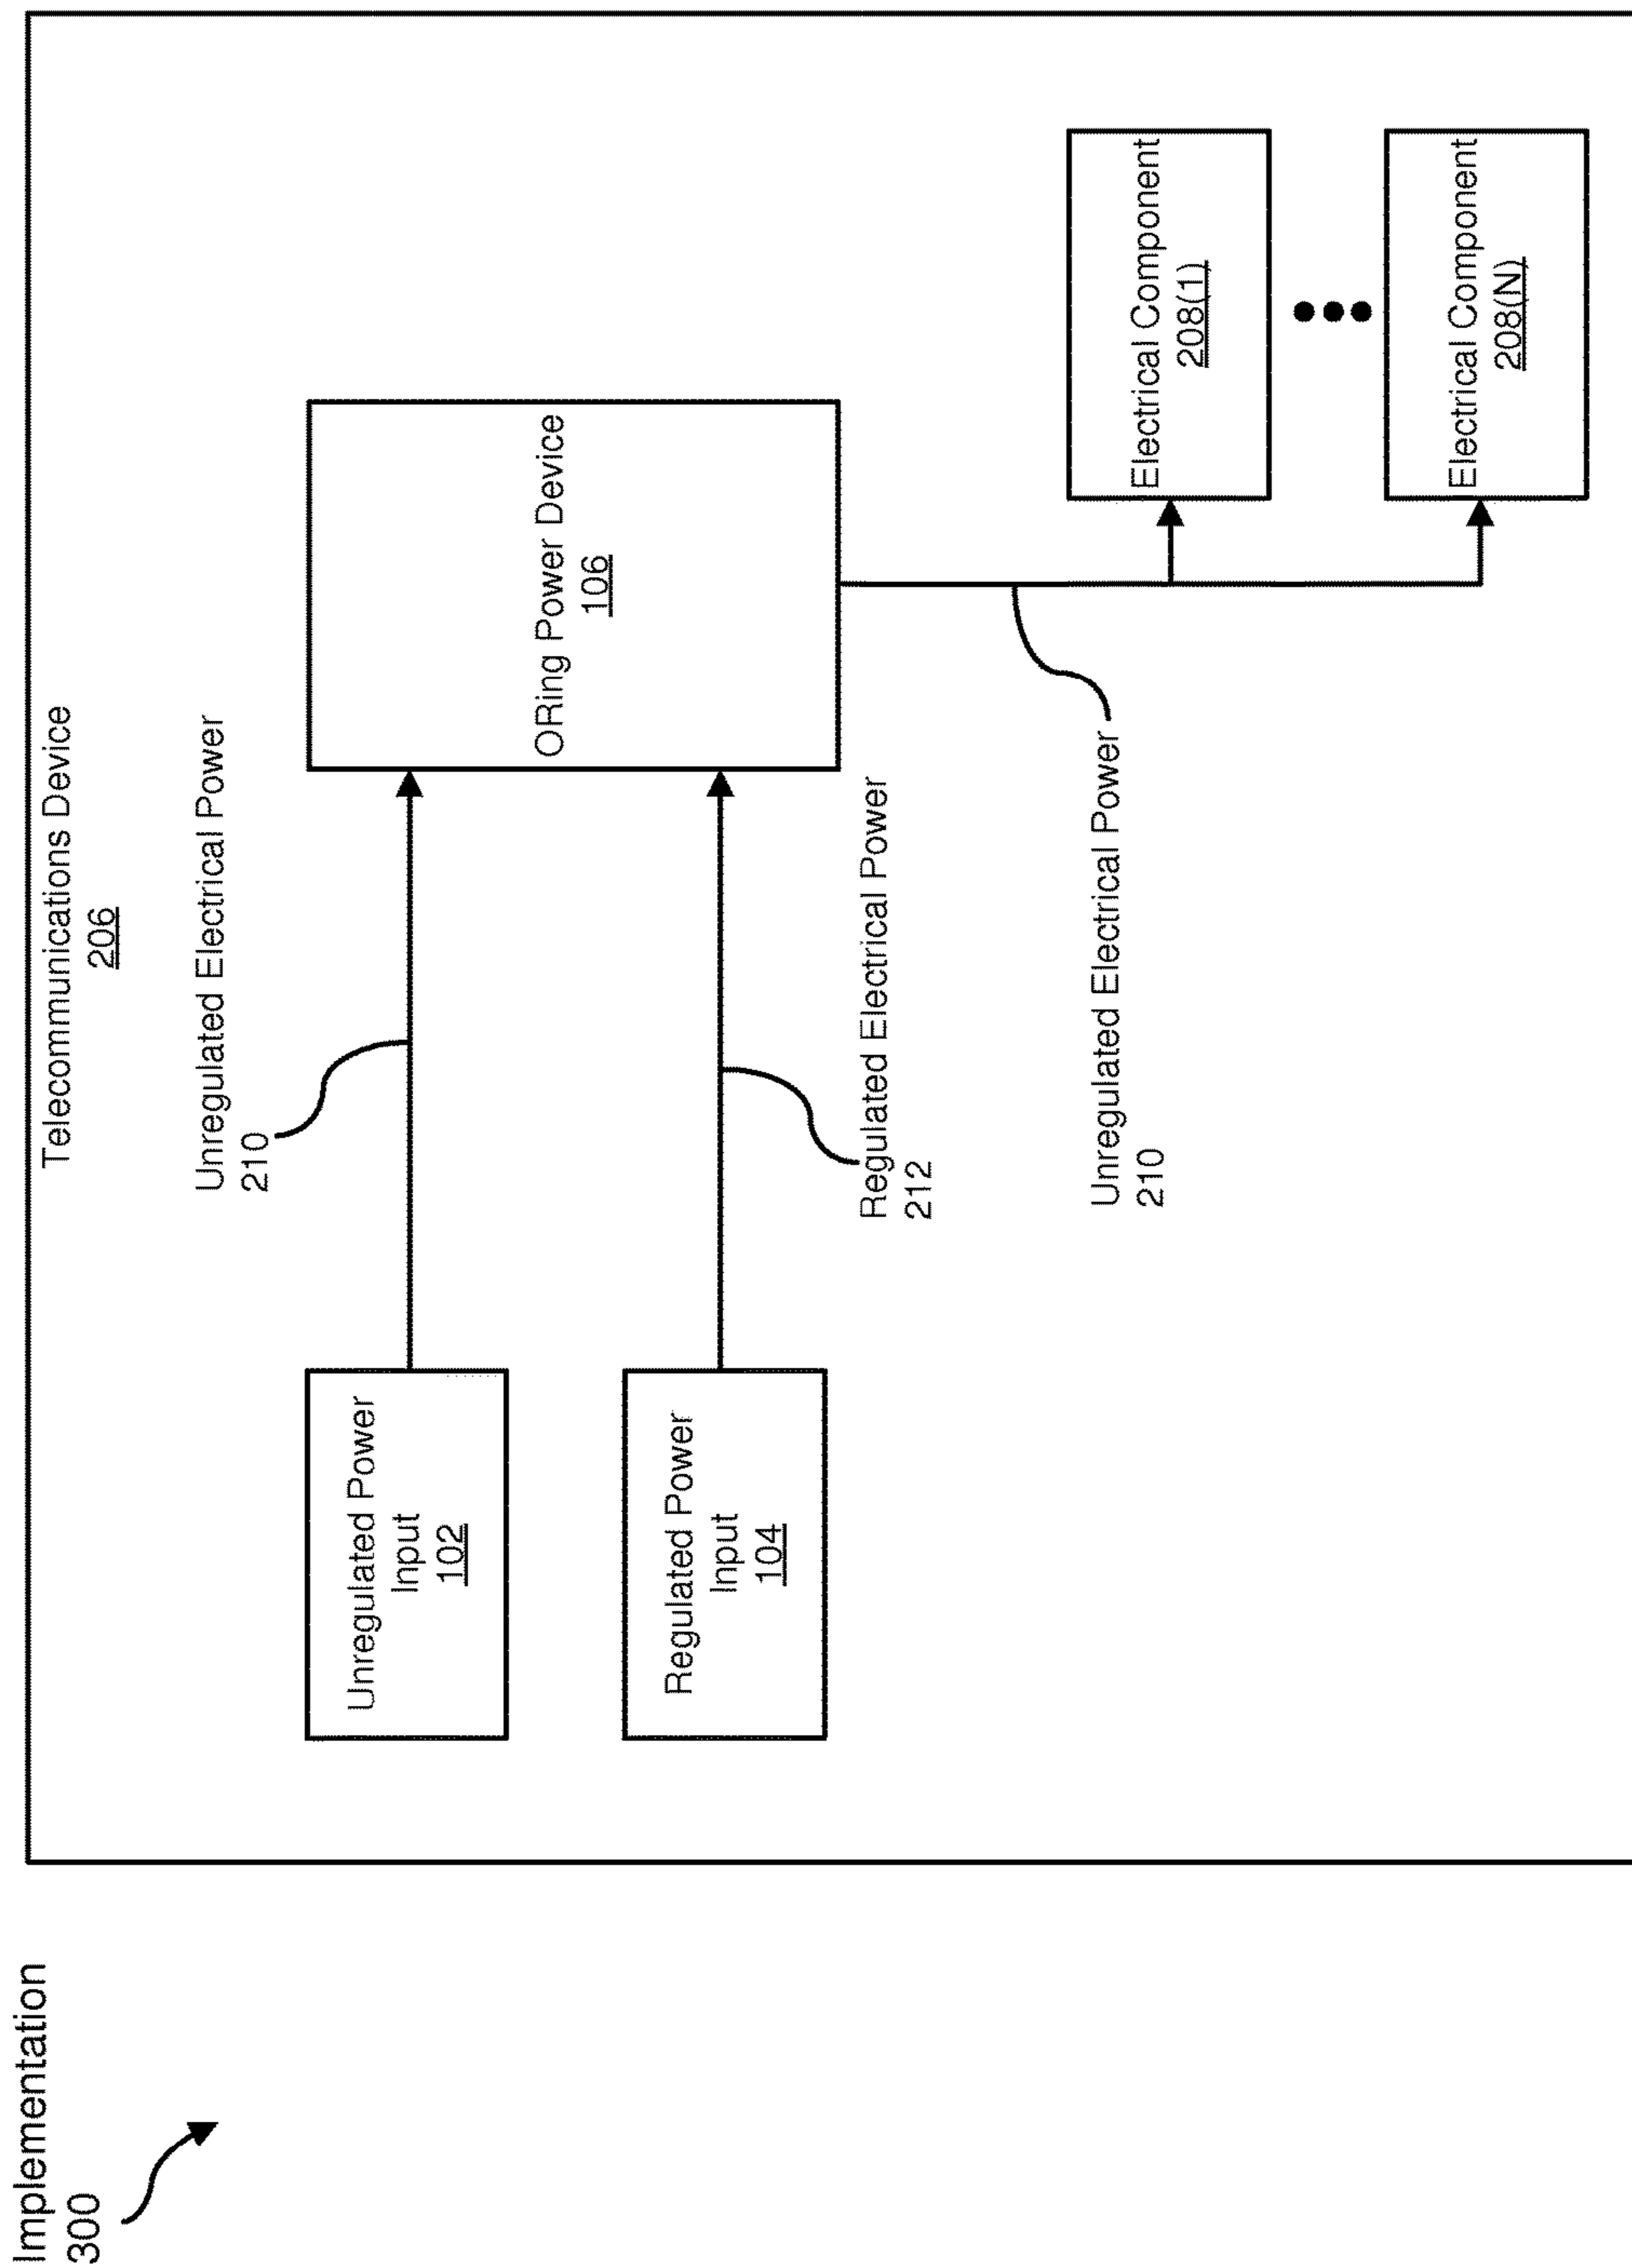 Implementation
300
Telecommunications Device
206
Unregulated Electrical Power
210
Unregulated Power
Input
102
ORing Power Device
106
Regulated Power
Input
104
Regulated Electrical Power
212
Unregulated Electrical Power
210
Electrical Component
208(1)
Electrical Component
208(N)